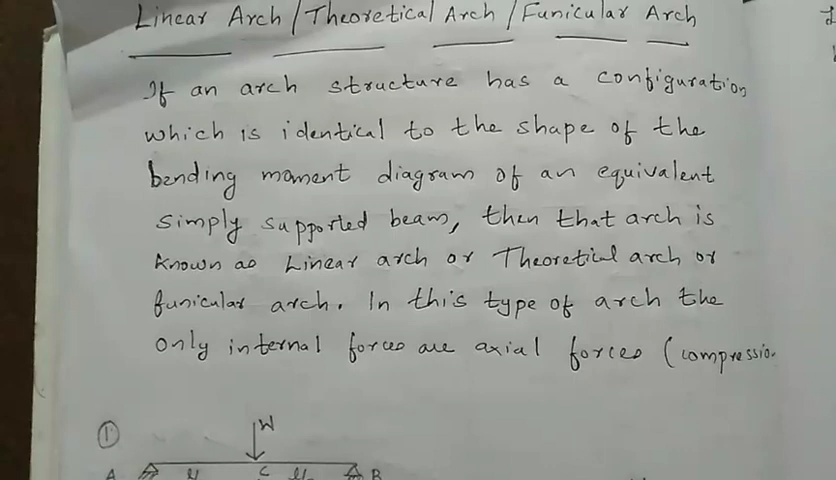 Linear Arch/Theoretical Arch/Funicular Arch
If an arch structure has a configuration
which is identical to the shape of the
bending moment diagram of an equivalent
simply supported beam, then that arch is
known as Linear arch or Theoretical arch or
funicular arch. In this type of arch the
only internal forces are axial forces (compressio
①
W
A C B